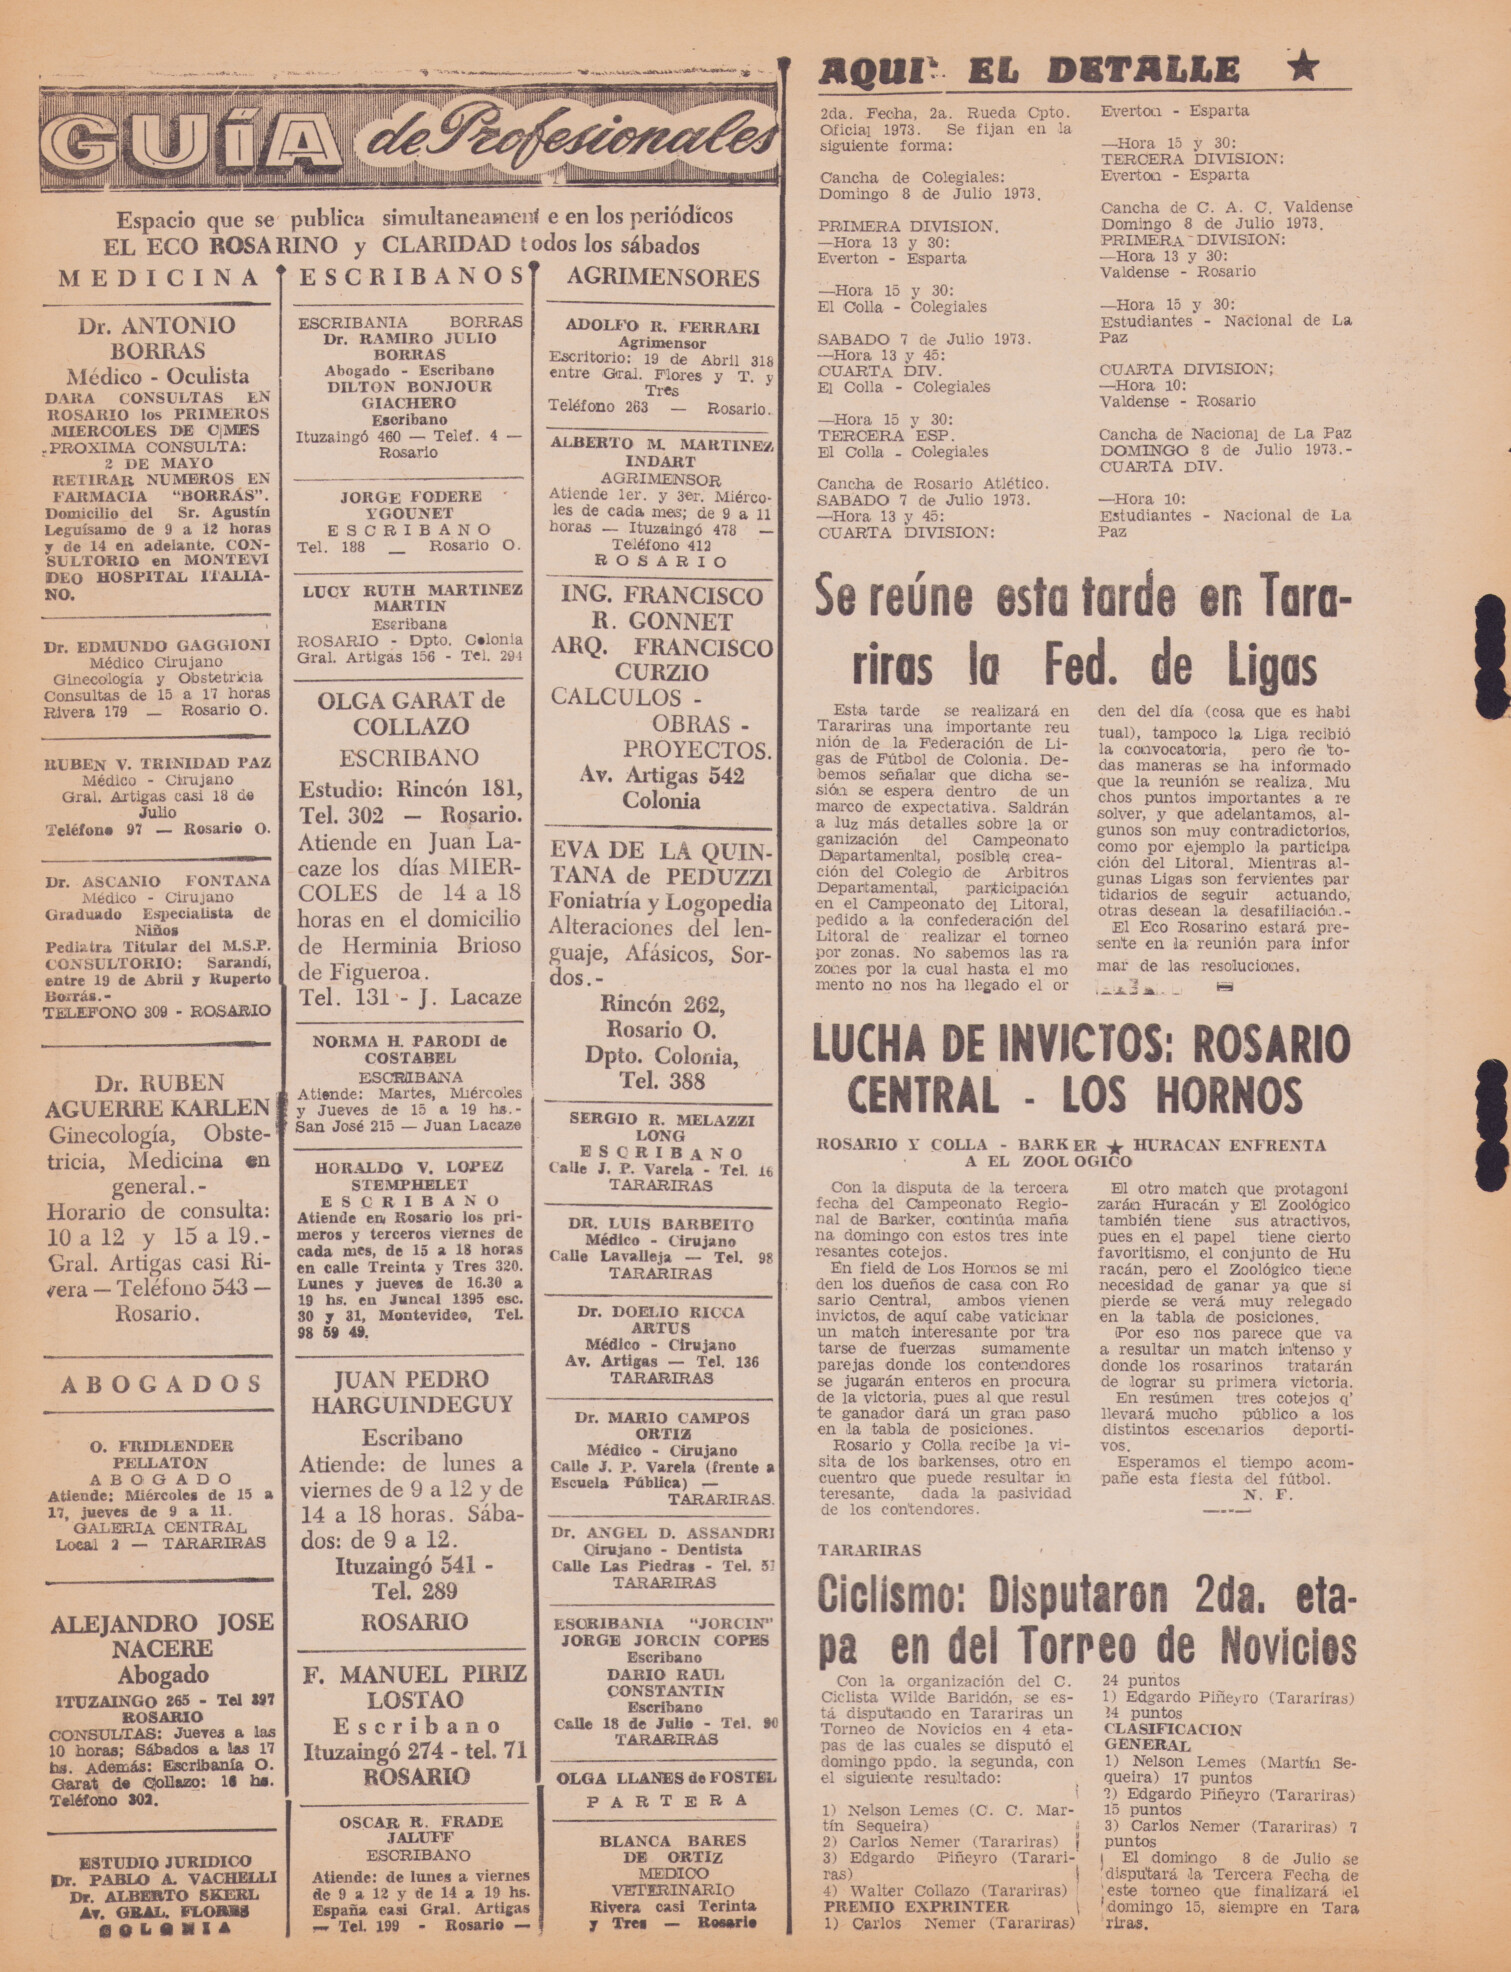 GUÍA de Profesionales
Espacio que se publica simultaneament e en los periódicos
EL ECO ROSARINO y CLARIDAD todos los sábados
MEDICINA
Dr. ANTONIO
BORRAS
Médico - Oculista
DARA CONSULTAS EN
ROSARIO los PRIMEROS
MIERCOLES DE C|MES
PROXIMA CONSULTA:
2 DE MAYO
RETIRAR NUMEROS EN
FARMACIA "BORRÁS".
Domicilio del Sr. Agustín
Leguísamo de 9 a 12 horas
y de 14 en adelante. CON-
SULTORIO en MONTEVI
DEO HOSPITAL ITALIA-
NO.
Dr. EDMUNDO GAGGIONI
Médico Cirujano
Ginecología y Obstetricia
Consultas de 15 a 17 horas
Rivera 179 — Rosario O.
RUBEN V. TRINIDAD PAZ
Médico - Cirujano
Gral. Artigas casi 18 de
Julio
Teléfono 97 — Rosario O.
Dr. ASCANIO FONTANA
Médico - Cirujano
Graduado Especialista de
Niños
Pediatra Titular del M.S.P.
CONSULTORIO: Sarandí,
entre 19 de Abril y Ruperto
Borrás.-
TELEFONO 309 - ROSARIO
Dr. RUBEN
AGUERRE KARLEN
Ginecología, Obste-
tricia, Medicina en
general.-
Horario de consulta:
10 a 12 y 15 a 19.-
Gral. Artigas casi Ri-
vera — Teléfono 543 —
Rosario.
ABOGADOS
O. FRIDLENDER
PELLATON
ABOGADO
Atiende: Miércoles de 15 a
17, jueves de 9 a 11.
GALERIA CENTRAL
Local 2 — TARARIRAS
ALEJANDRO JOSE
NACERE
Abogado
ITUZAINGO 265 - Tel 397
ROSARIO
CONSULTAS: Jueves a las
10 horas; Sábados a las 17
hs. Además: Escribanía O.
Garat de Collazo: 16 hs.
Teléfono 302.
ESTUDIO JURIDICO
Dr. PABLO A. VACHELLI
Dr. ALBERTO SKERL
Av. GRAL. FLORES
COLONIA
ESCRIBANOS
ESCRIBANIA BORRAS
Dr. RAMIRO JULIO
BORRAS
Abogado - Escribano
DILTON BONJOUR
GIACHERO
Escribano
Ituzaingó 460 — Telef. 4 —
Rosario
JORGE FODERE
YGOUNET
ESCRIBANO
Tel. 188 — Rosario O.
LUCY RUTH MARTINEZ
MARTIN
Escribana
ROSARIO - Dpto. Colonia
Gral. Artigas 156 - Tel. 294
OLGA GARAT de
COLLAZO
ESCRIBANO
Estudio: Rincón 181,
Tel. 302 — Rosario.
Atiende en Juan La-
caze los días MIER-
COLES de 14 a 18
horas en el domicilio
de Herminia Brioso
de Figueroa.
Tel. 131 - J. Lacaze
NORMA H. PARODI de
COSTABEL
ESCRIBANA
Atiende: Martes, Miércoles
y Jueves de 15 a 19 hs.-
San José 215 — Juan Lacaze
HORALDO V. LOPEZ
STEMPHELET
ESCRIBANO
Atiende en Rosario los pri-
meros y terceros viernes de
cada mes, de 15 a 18 horas
en calle Treinta y Tres 320.
Lunes y jueves de 16.30 a
19 hs. en Juncal 1395 esc.
30 y 31, Montevideo, Tel.
98 59 49.
JUAN PEDRO
HARGUINDEGUY
Escribano
Atiende: de lunes a
viernes de 9 a 12 y de
14 a 18 horas. Sába-
dos: de 9 a 12.
Ituzaingó 541 -
Tel. 289
ROSARIO
F. MANUEL PIRIZ
LOSTAO
Escribano
Ituzaingó 274 - tel. 71
ROSARIO
OSCAR R. FRADE
JALUFF
ESCRIBANO
Atiende: de lunes a viernes
de 9 a 12 y de 14 a 19 hs.
España casi Gral. Artigas
— Tel. 199 - Rosario —
AGRIMENSORES
ADOLFO R. FERRARI
Agrimensor
Escritorio: 19 de Abril 318
entre Gral. Flores y T. y
Tres
Teléfono 263 — Rosario.
ALBERTO M. MARTINEZ
INDART
AGRIMENSOR
Atiende 1er. y 3er. Miérco-
les de cada mes; de 9 a 11
horas — Ituzaingó 478 —
Teléfono 412
ROSARIO
ING. FRANCISCO
R. GONNET
ARQ. FRANCISCO
CURZIO
CALCULOS -
OBRAS -
PROYECTOS.
Av. Artigas 542
Colonia
EVA DE LA QUIN-
TANA de PEDUZZI
Foniatría y Logopedia
Alteraciones del len-
guaje, Afásicos, Sor-
dos.-
Rincón 262,
Rosario O.
Dpto. Colonia,
Tel. 388
SERGIO R. MELAZZI
LONG
ESCRIBANO
Calle J. P. Varela - Tel. 16
TARARIRAS
DR. LUIS BARBEITO
Médico - Cirujano
Calle Lavalleja — Tel. 98
TARARIRAS
Dr. DOELIO RICCA
ARTUS
Médico - Cirujano
Av. Artigas — Tel. 136
TARARIRAS
Dr. MARIO CAMPOS
ORTIZ
Médico - Cirujano
Calle J. P. Varela (frente a
Escuela Pública) —
TARARIRAS.
Dr. ANGEL D. ASSANDRI
Cirujano - Dentista
Calle Las Piedras - Tel. 57
TARARIRAS
ESCRIBANIA "JORCIN"
JORGE JORCIN COPES
Escribano
DARIO RAUL
CONSTANTIN
Escribano
Calle 18 de Julio - Tel. 90
TARARIRAS
OLGA LLANES de FOSTEL
PARTERA
BLANCA BARES
DE ORTIZ
MEDICO
VETERINARIO
Rivera casi Terinta
y Tres — Rosario
AQUI EL DETALLE ★
2da. Fecha, 2a. Rueda Cpto.
Oficial 1973. Se fijan en la
siguiente forma:
Cancha de Colegiales:
Domingo 8 de Julio 1973.
PRIMERA DIVISION.
—Hora 13 y 30:
Everton - Esparta
—Hora 15 y 30:
El Colla - Colegiales
SABADO 7 de Julio 1973.
—Hora 13 y 45:
CUARTA DIV.
El Colla - Colegiales
—Hora 15 y 30:
TERCERA ESP.
El Colla - Colegiales
Cancha de Rosario Atlético.
SABADO 7 de Julio 1973.
—Hora 13 y 45:
CUARTA DIVISION:
Everton - Esparta
—Hora 15 y 30:
TERCERA DIVISION:
Everton - Esparta
Cancha de C. A. C. Valdense
Domingo 8 de Julio 1973.
PRIMERA DIVISION:
—Hora 13 y 30:
Valdense - Rosario
—Hora 15 y 30:
Estudiantes - Nacional de La
Paz
CUARTA DIVISION;
—Hora 10:
Valdense - Rosario
Cancha de Nacional de La Paz
DOMINGO 8 de Julio 1973.-
CUARTA DIV.
—Hora 10:
Estudiantes - Nacional de La
Paz
Se reúne esta tarde en Tara-
riras la Fed. de Ligas
Esta tarde se realizará en
Tarariras una importante reu
nión de la Federación de Li-
gas de Fútbol de Colonia. De-
bemos señalar que dicha se-
sión se espera dentro de un
marco de expectativa. Saldrán
a luz más detalles sobre la or
ganización del Campeonato
Departamental, posible crea-
ción del Colegio de Arbitros
Departamental, participación
en el Campeonato del Litoral,
pedido a la confederación del
Litoral de realizar el torneo
por zonas. No sabemos las ra
zones por la cual hasta el mo
mento no nos ha llegado el or
den del día (cosa que es habi
tual), tampoco la Liga recibió
la convocatoria, pero de to-
das maneras se ha informado
que la reunión se realiza. Mu
chos puntos importantes a re
solver, y que adelantamos, al-
gunos son muy contradictorios,
como por ejemplo la participa
ción del Litoral. Mientras al-
gunas Ligas son fervientes par
tidarios de seguir actuando,
otras desean la desafiliación.-
El Eco Rosarino estará pre-
sente en la reunión para infor
mar de las resoluciones.
LUCHA DE INVICTOS: ROSARIO
CENTRAL - LOS HORNOS
ROSARIO Y COLLA - BARKER ★ HURACAN ENFRENTA
A EL ZOOLOGICO
Con la disputa de la tercera
fecha del Campeonato Regio-
nal de Barker, continúa maña
na domingo con estos tres inte
resantes cotejos.
En field de Los Hornos se mi
den los dueños de casa con Ro
sario Central, ambos vienen
invictos, de aquí cabe vaticinar
un match interesante por tra
tarse de fuerzas sumamente
parejas donde los contendores
se jugarán enteros en procura
de la victoria, pues al que resul
te ganador dará un gran paso
en la tabla de posiciones.
Rosario y Colla recibe la vi-
sita de los barkenses, otro en
cuentro que puede resultar in
teresante, dada la pasividad
de los contendores.
El otro match que protagoni
zarán Huracán y El Zoológico
también tiene sus atractivos,
pues en el papel tiene cierto
favoritismo, el conjunto de Hu
racán, pero el Zoológico tiene
necesidad de ganar ya que si
pierde se verá muy relegado
en la tabla de posiciones.
Por eso nos parece que va
a resultar un match intenso y
donde los rosarinos tratarán
de lograr su primera victoria.
En resúmen tres cotejos q'
llevará mucho público a los
distintos escenarios deporti-
vos.
Esperamos el tiempo acom-
pañe esta fiesta del fútbol.
N. F.
TARARIRAS
Ciclismo: Disputaron 2da. eta-
pa en del Torneo de Novicios
Con la organización del C.
Ciclista Wilde Baridón, se es-
tá disputando en Tarariras un
Torneo de Novicios en 4 eta-
pas de las cuales se disputó el
domingo ppdo. la segunda, con
el siguiente resultado:
1) Nelson Lemes (C. C. Mar-
tín Sequeira)
2) Carlos Nemer (Tarariras)
3) Edgardo Piñeyro (Tarari-
ras)
4) Walter Collazo (Tarariras)
PREMIO EXPRINTER
1) Carlos Nemer (Tarariras)
24 puntos
1) Edgardo Piñeyro (Tarariras)
14 puntos
CLASIFICACION
GENERAL
1) Nelson Lemes (Martín Se-
queira) 17 puntos
2) Edgardo Piñeyro (Tarariras)
15 puntos
3) Carlos Nemer (Tarariras) 7
puntos
El domingo 8 de Julio se
disputará la Tercera Fecha de
este torneo que finalizará el
domingo 15, siempre en Tara
riras.